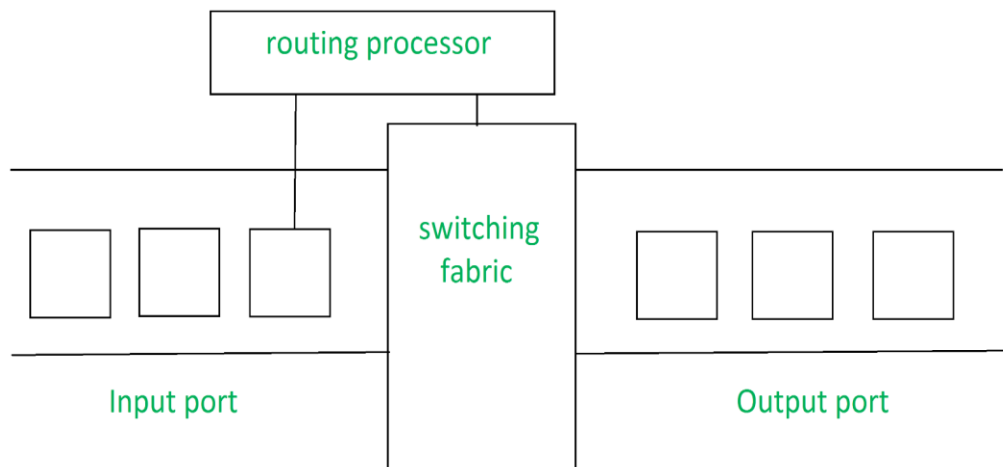 routing processor
switching
fabric
Input port
Output port